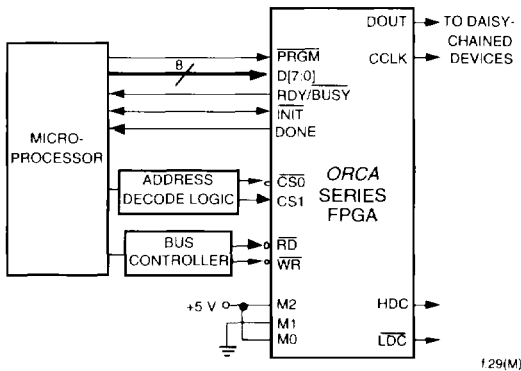 DOUT
TO DAISY-
CHAINED
DEVICES
8
PRGM
CCLK
D[7:0]
RDY/BUSY
INIT
DONE
MICRO-
PROCESSOR
ADDRESS
DECODE LOGIC
CS0
CS1
ORCA
SERIES
FPGA
BUS
CONTROLLER
RD
WR
+5 V
M2
M1
M0
HDC
LDC
f.29(M)